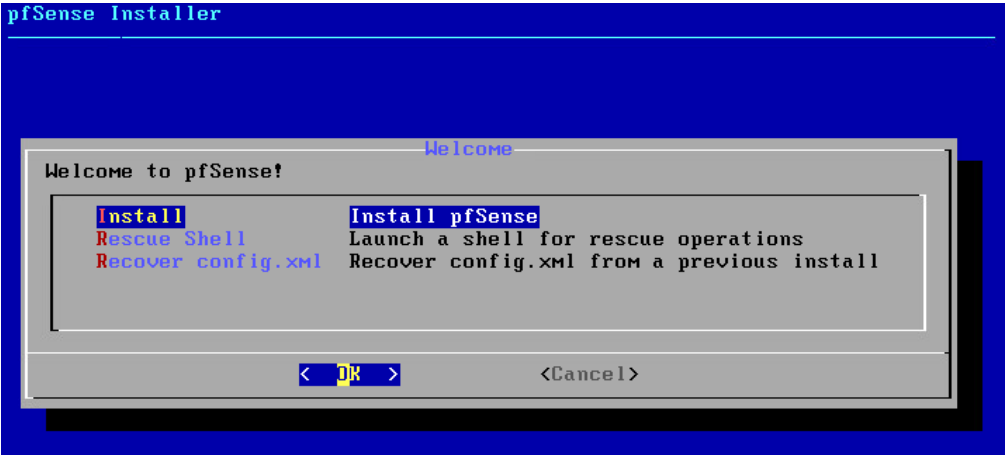 pfSense Installer
Welcome
Welcome to pfSense!
Install Install pfSense
Rescue Shell Launch a shell for rescue operations
Recover config.xml Recover config.xml from a previous install
< OK > <Cancel>